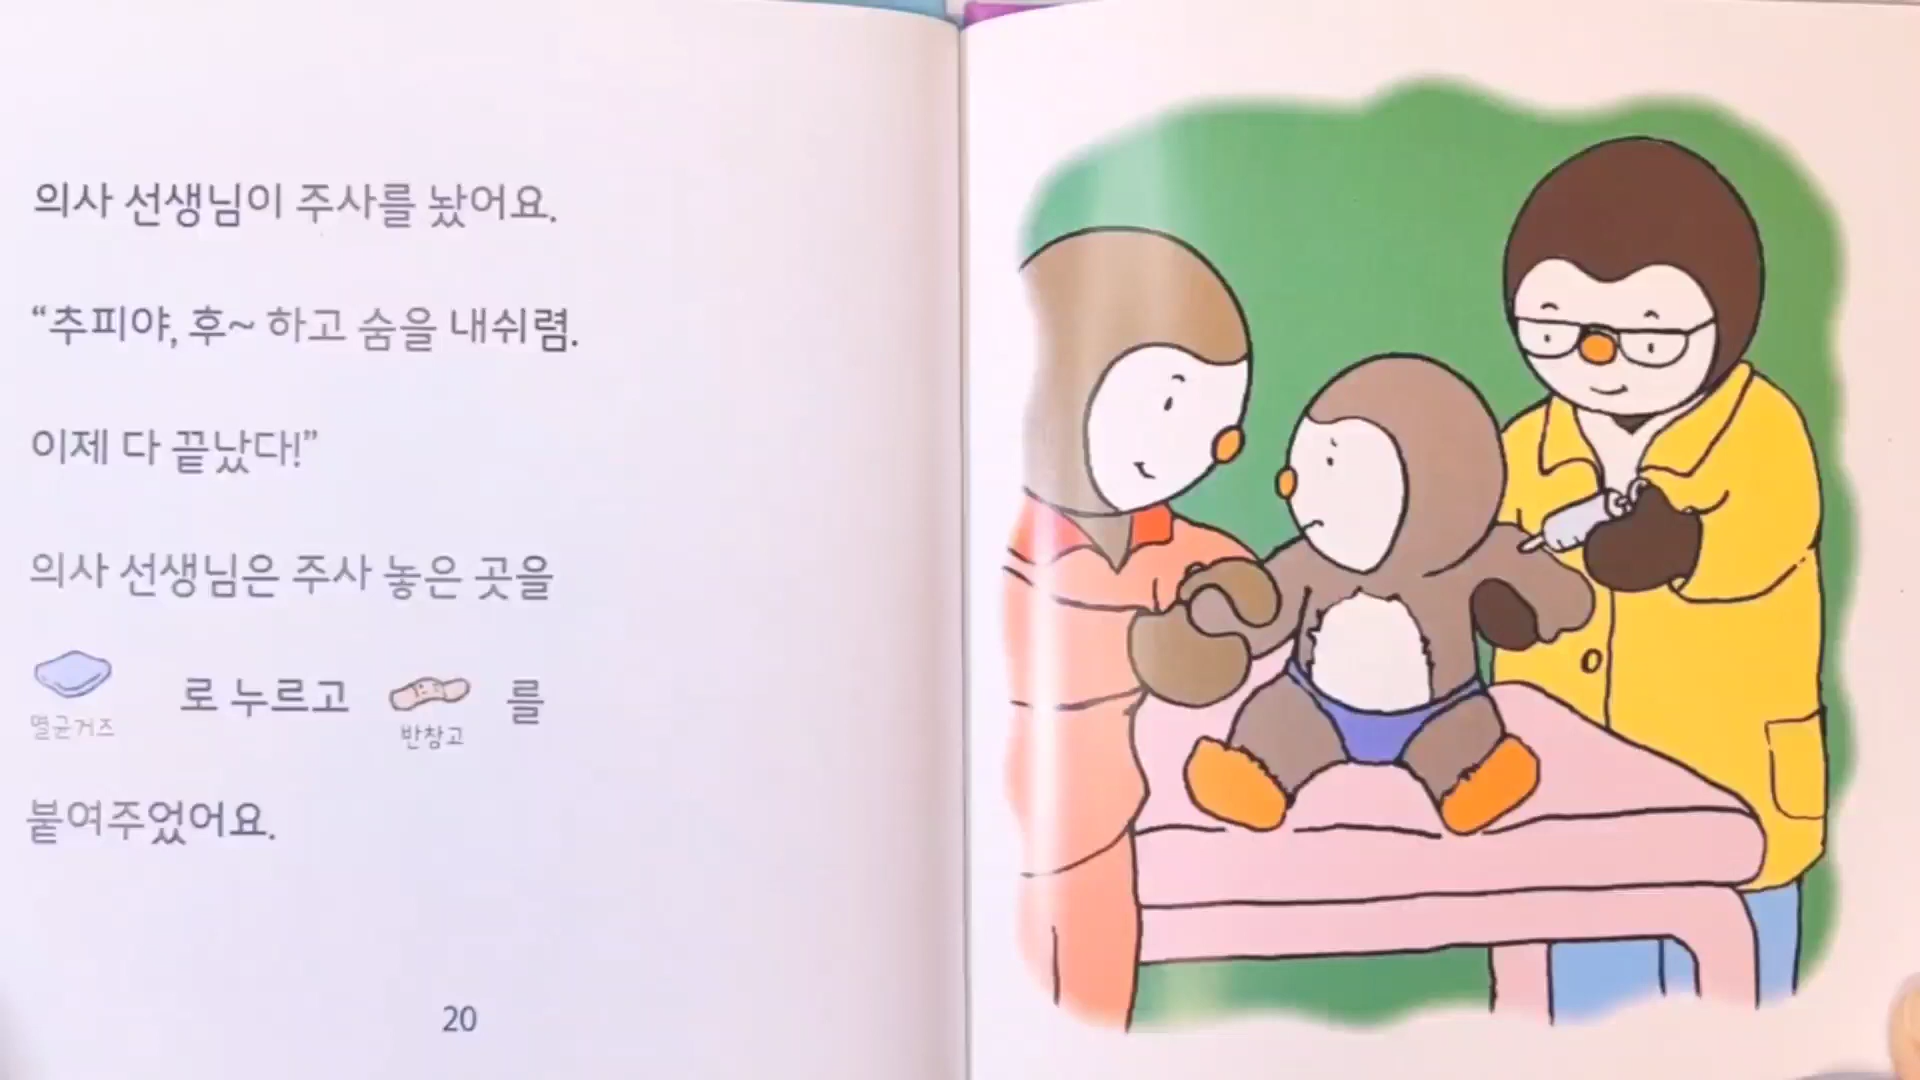 의사 선생님이 주사를 놨어요.
“추피야, 후~ 하고 숨을 내쉬렴.
이제 다 끝났다!”
의사 선생님은 주사 놓은 곳을
로 누르고 를
멸균거즈 반창고
붙여주었어요.
20